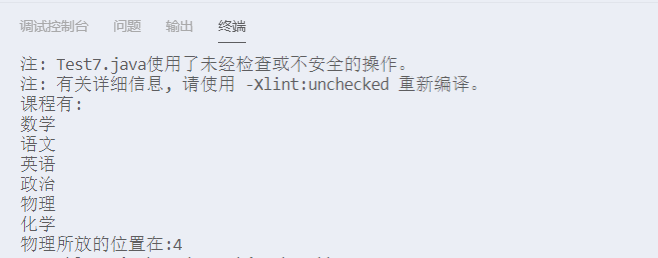 调试控制台 问题 输出 终端
注: Test7.java使用了未经检查或不安全的操作。
注: 有关详细信息, 请使用 -Xlint:unchecked 重新编译。
课程有:
数学
语文
英语
政治
物理
化学
物理所放的位置在:4